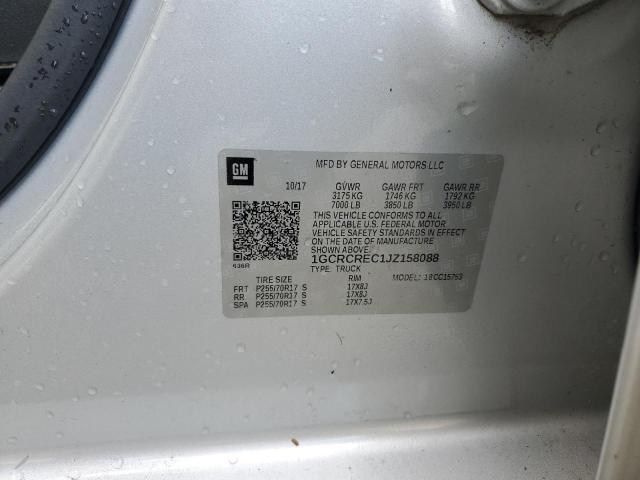 GM
MFD BY GENERAL MOTORS LLC
10/17 GVWR GAWR FRT GAWR RR
3175 KG 1746 KG 1792 KG
7000 LB 3850 LB 3950 LB
THIS VEHICLE CONFORMS TO ALL
APPLICABLE U.S. FEDERAL MOTOR
VEHICLE SAFETY STANDARDS IN
EFFECT ON THE DATE OF MANUFACTURE
SHOWN ABOVE.
1GCRCREC1JZ158088
TYPE: TRUCK MODEL: 18CC15753
TIRE SIZE RIM
FRT P255/70R17 S 17X8J
RR P255/70R17 S 17X8J
SPA P255/70R17 S 17X7.5J